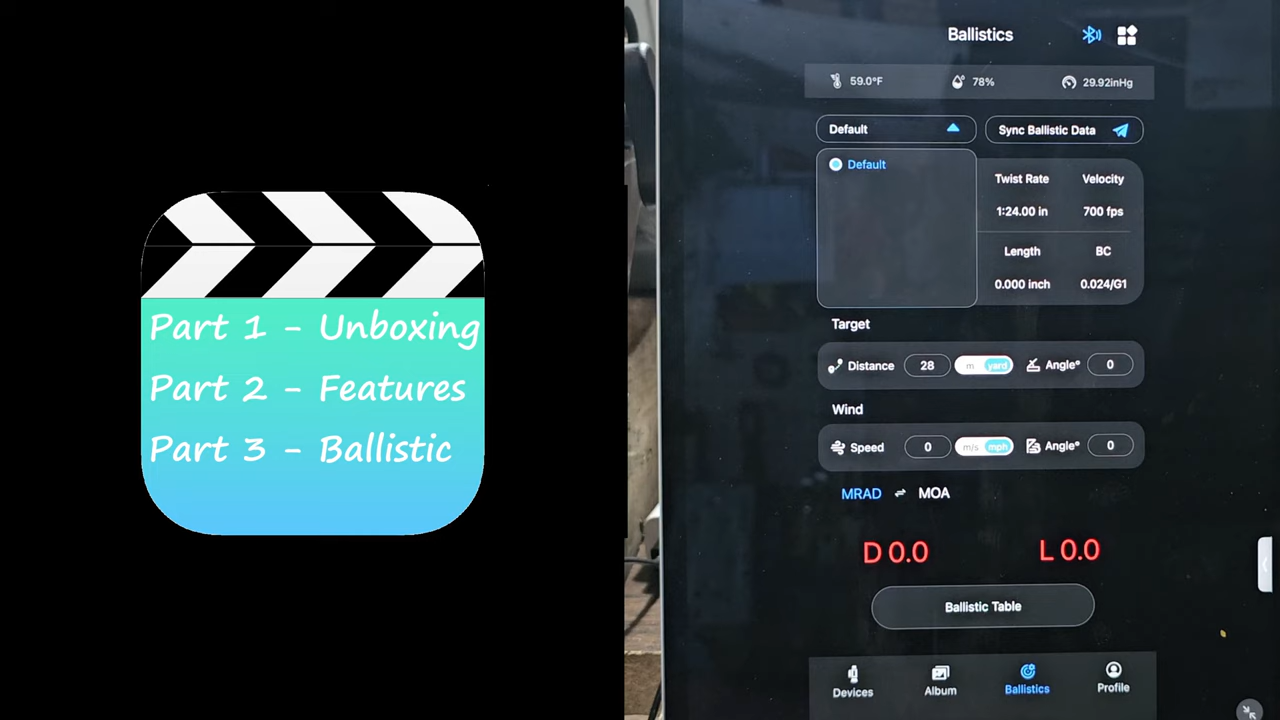 Part 1 - Unboxing
Part 2 - Features
Part 3 - Ballistic
Ballistics
59.0°F 78% 29.92inHg
Default Sync Ballistic Data
Default
Twist Rate Velocity
1:24.00 in 700 fps
Length BC
0.000 inch 0.024/G1
Target
Distance 28 m yard Angle° 0
Wind
Speed 0 m/s mph Angle° 0
MRAD ⇌ MOA
D 0.0 L 0.0
Ballistic Table
Devices Album Ballistics Profile